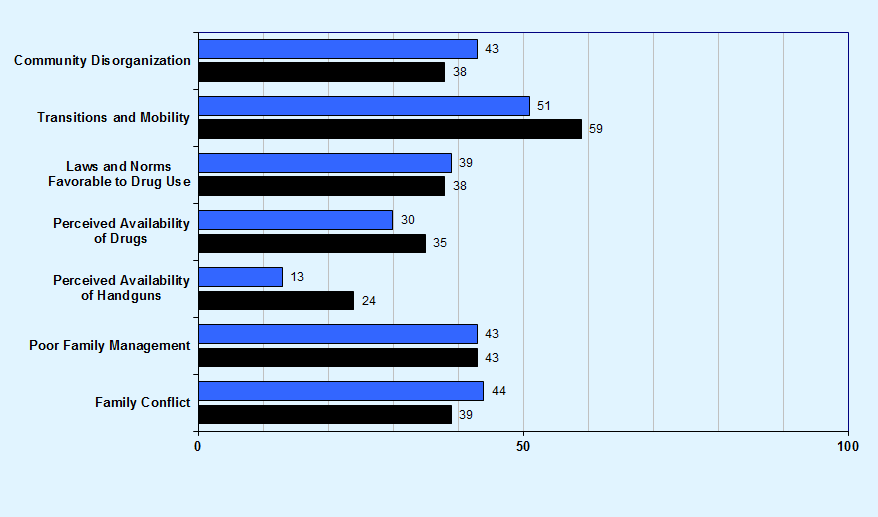 Community Disorganization
43
38
Transitions and Mobility
51
59
Laws and Norms
Favorable to Drug Use
39
38
Perceived Availability
of Drugs
30
35
Perceived Availability
of Handguns
13
24
Poor Family Management
43
43
Family Conflict
44
39
0 50 100